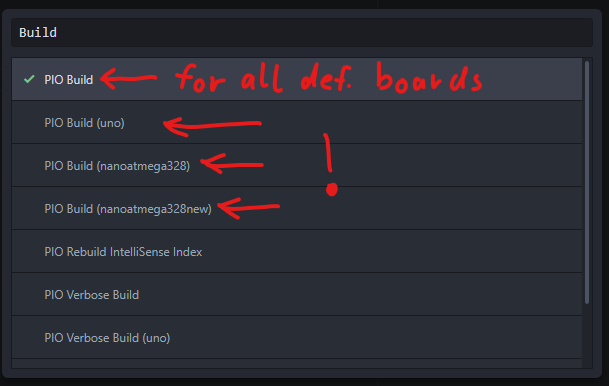 Build
PIO Build for all def. boards
PIO Build (uno)
!
PIO Build (nanoatmega328)
PIO Build (nanoatmega328new)
PIO Rebuild IntelliSense Index
PIO Verbose Build
PIO Verbose Build (uno)